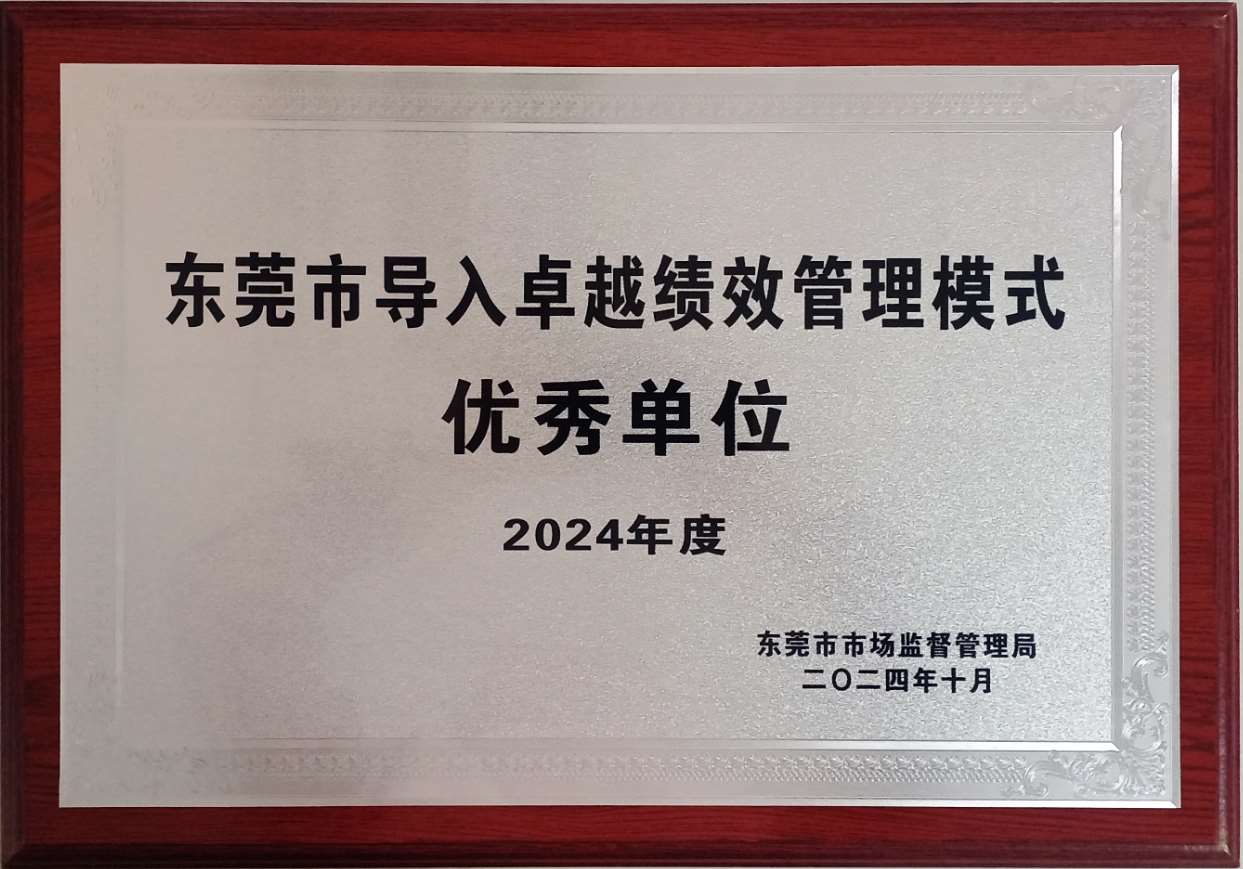 东莞市导入卓越绩效管理模式
优秀单位
2024年度
东莞市市场监督管理局
二〇二四年十月